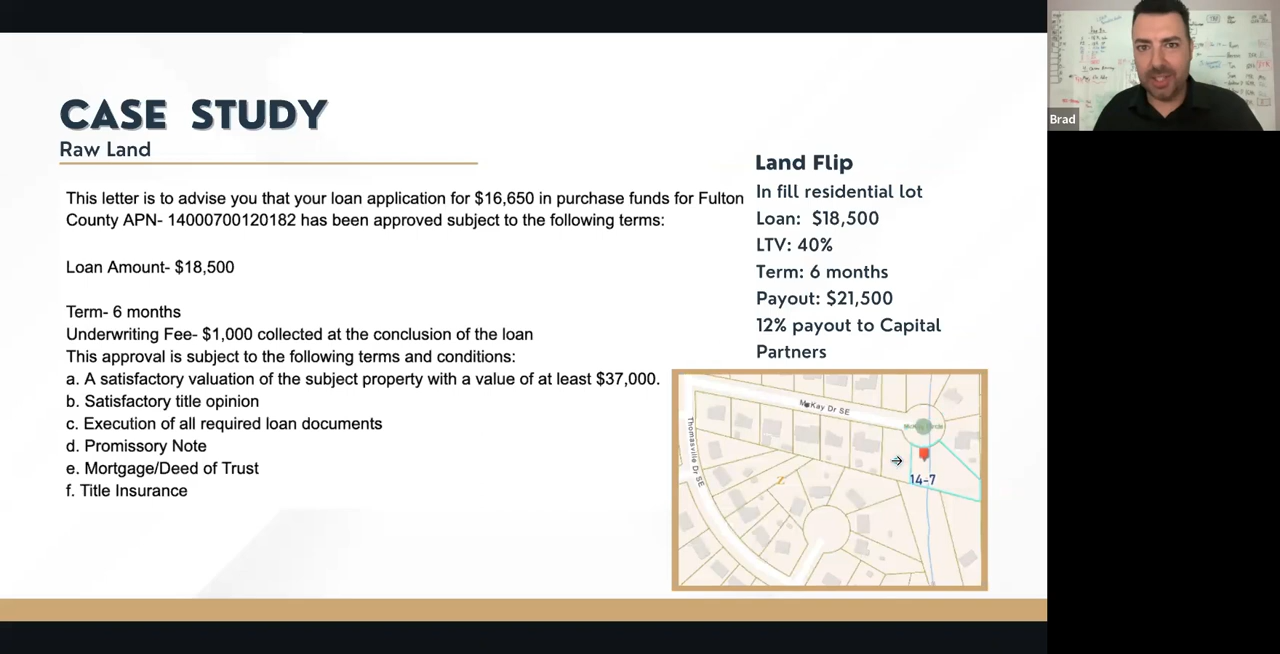 CASE STUDY
Raw Land
This letter is to advise you that your loan application for $16,650 in purchase funds for Fulton
County APN- 14000700120182 has been approved subject to the following terms:
Loan Amount- $18,500
Term- 6 months
Underwriting Fee- $1,000 collected at the conclusion of the loan
This approval is subject to the following terms and conditions:
a. A satisfactory valuation of the subject property with a value of at least $37,000.
b. Satisfactory title opinion
c. Execution of all required loan documents
d. Promissory Note
e. Mortgage/Deed of Trust
f. Title Insurance
Land Flip
In fill residential lot
Loan: $18,500
LTV: 40%
Term: 6 months
Payout: $21,500
12% payout to Capital
Partners
McKay Dr SE
Thomasville Dr SE
14-7
Z
Brad